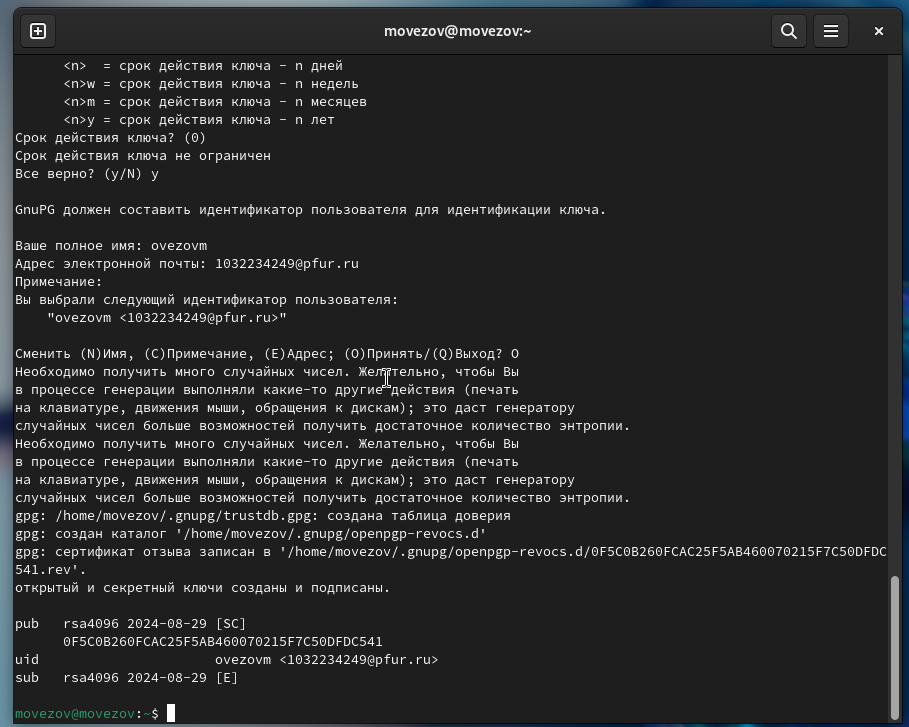 movezov@movezov:~
<n>  = срок действия ключа - n дней
<n>w = срок действия ключа - n недель
<n>m = срок действия ключа - n месяцев
<n>y = срок действия ключа - n лет
Срок действия ключа? (0)
Срок действия ключа не ограничен
Все верно? (y/N) y
GnuPG должен составить идентификатор пользователя для идентификации ключа.
Ваше полное имя: ovezovm
Адрес электронной почты: 1032234249@pfur.ru
Примечание:
Вы выбрали следующий идентификатор пользователя:
"ovezovm <1032234249@pfur.ru>"
Сменить (N)Имя, (C)Примечание, (E)Адрес; (O)Принять/(Q)Выход? O
Необходимо получить много случайных чисел. Желательно, чтобы Вы
в процессе генерации выполняли какие-то другие действия (печать
на клавиатуре, движения мыши, обращения к дискам); это даст генератору
случайных чисел больше возможностей получить достаточное количество энтропии.
Необходимо получить много случайных чисел. Желательно, чтобы Вы
в процессе генерации выполняли какие-то другие действия (печать
на клавиатуре, движения мыши, обращения к дискам); это даст генератору
случайных чисел больше возможностей получить достаточное количество энтропии.
gpg: /home/movezov/.gnupg/trustdb.gpg: создана таблица доверия
gpg: создан каталог '/home/movezov/.gnupg/openpgp-revocs.d'
gpg: сертификат отзыва записан в '/home/movezov/.gnupg/openpgp-revocs.d/0F5C0B260FCAC25F5AB460070215F7C50DFDC
541.rev'.
открытый и секретный ключи созданы и подписаны.
pub   rsa4096 2024-08-29 [SC]
0F5C0B260FCAC25F5AB460070215F7C50DFDC541
uid                      ovezovm <1032234249@pfur.ru>
sub   rsa4096 2024-08-29 [E]
movezov@movezov:~$